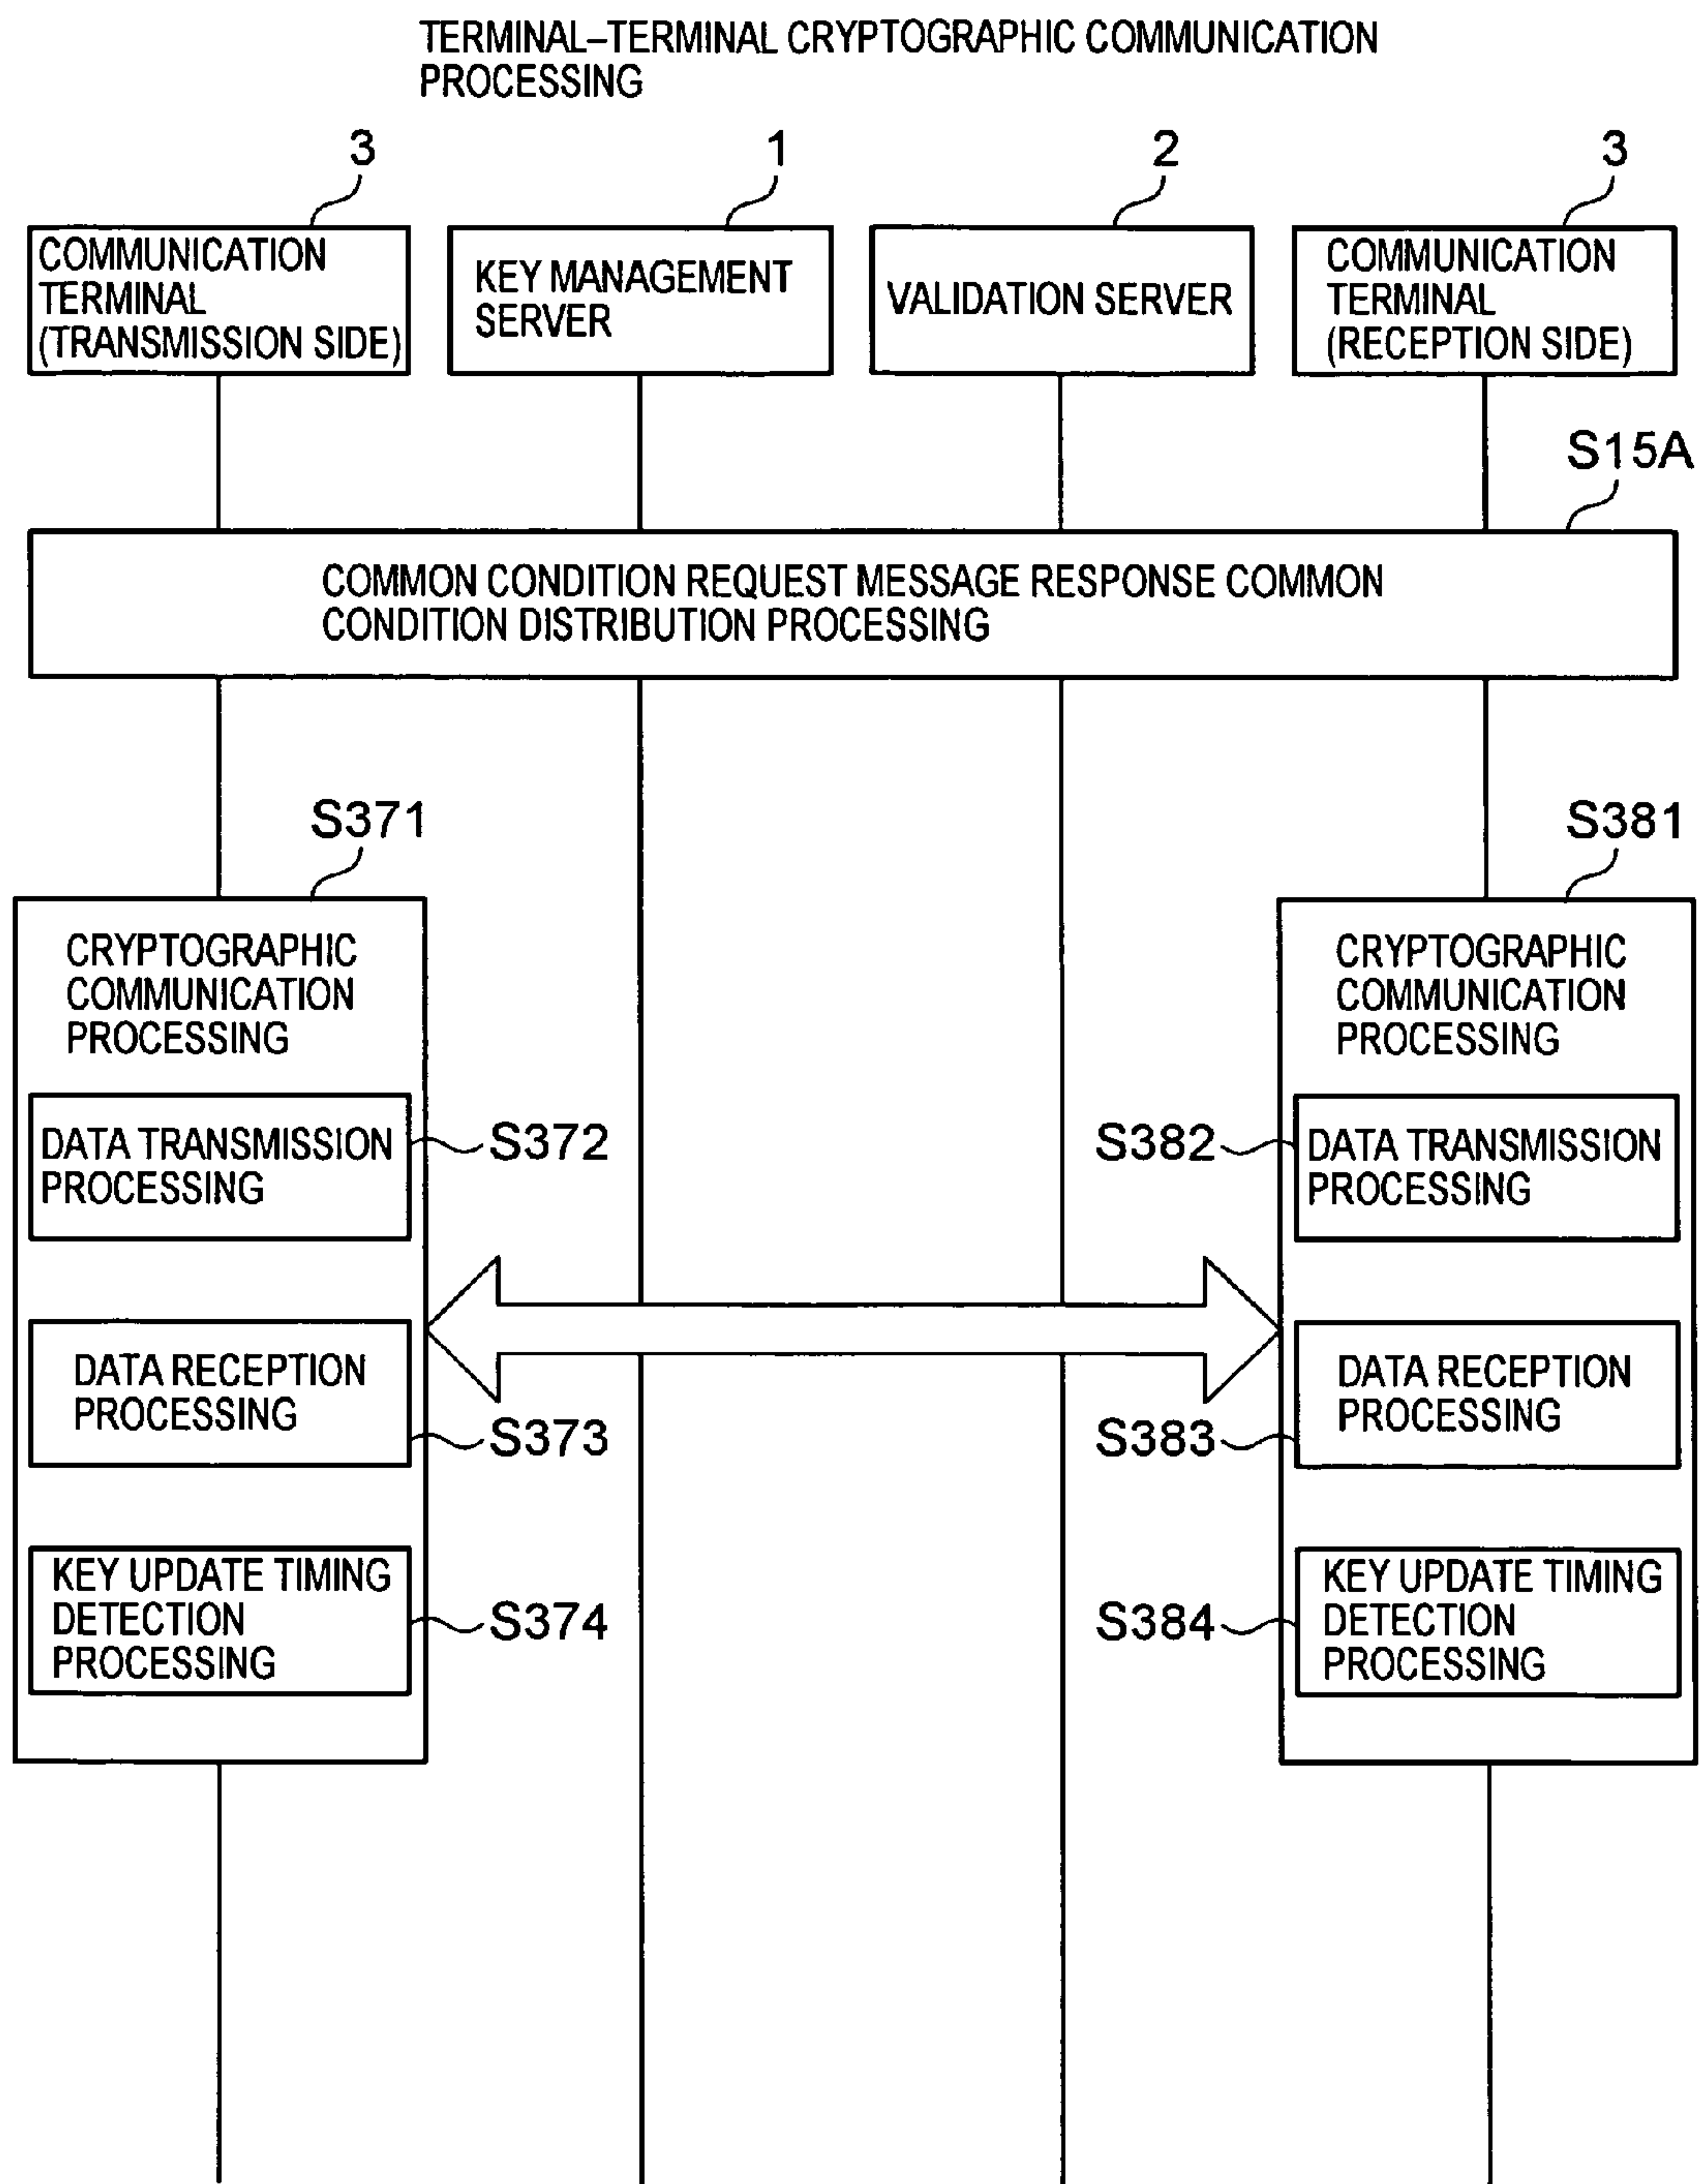 TERMINAL–TERMINAL CRYPTOGRAPHIC COMMUNICATION
PROCESSING
3
1
2
3
COMMUNICATION
TERMINAL
(TRANSMISSION SIDE)
KEY MANAGEMENT
SERVER
VALIDATION SERVER
COMMUNICATION
TERMINAL
(RECEPTION SIDE)
S15A
COMMON CONDITION REQUEST MESSAGE RESPONSE COMMON
CONDITION DISTRIBUTION PROCESSING
S371
S381
CRYPTOGRAPHIC
COMMUNICATION
PROCESSING
CRYPTOGRAPHIC
COMMUNICATION
PROCESSING
DATA TRANSMISSION
PROCESSING
S372
S382
DATA TRANSMISSION
PROCESSING
DATA RECEPTION
PROCESSING
S373
S383
DATA RECEPTION
PROCESSING
KEY UPDATE TIMING
DETECTION
PROCESSING
S374
S384
KEY UPDATE TIMING
DETECTION
PROCESSING